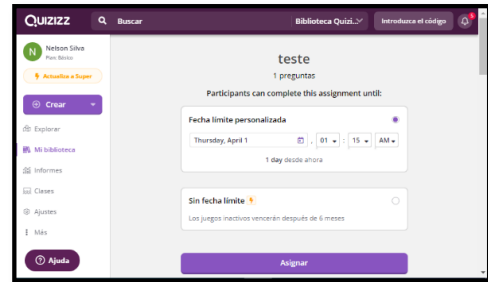 QUIZIZZ
Buscar
Biblioteca Quizi..
Introduzca el código
N
Nelson Silva
Plan: Básico
Actualiza a Super
Crear
Explorar
Mi biblioteca
Informes
Clases
Ajustes
Más
Ajuda
teste
1 preguntas
Participants can complete this assignment until:
Fecha límite personalizada
Thursday, April 1 , 01 : 15 AM
1 day desde ahora
Sin fecha límite
Los juegos inactivos vencerán después de 6 meses
Asignar